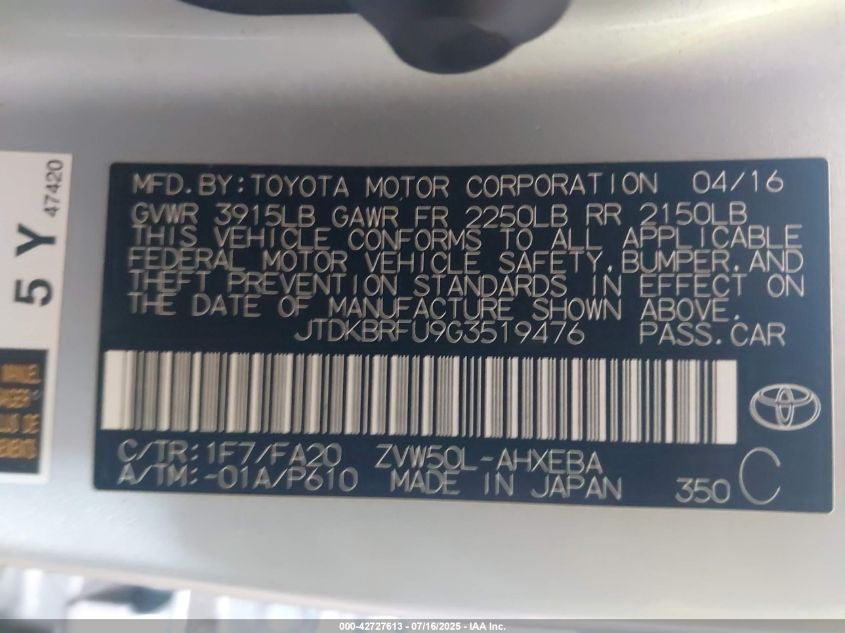 MFD.BY:TOYOTA MOTOR CORPORATION 04/16
GVWR 3915LB GAWR FR 2250LB RR 2150LB
THIS VEHICLE CONFORMS TO ALL APPLICABLE
FEDERAL MOTOR VEHICLE SAFETY,BUMPER,AND
THEFT PREVENTION STANDARDS IN EFFECT ON
THE DATE OF MANUFACTURE SHOWN ABOVE.
JTDKBRFU9G3519476 PASS.CAR
C/TR:1F7/FA20 ZVW50L-AHXEBA
A/TM:-01A/P610 MADE IN JAPAN 350 C
5 Y
47420
000-42727613 - 07/16/2025 - IAA Inc.